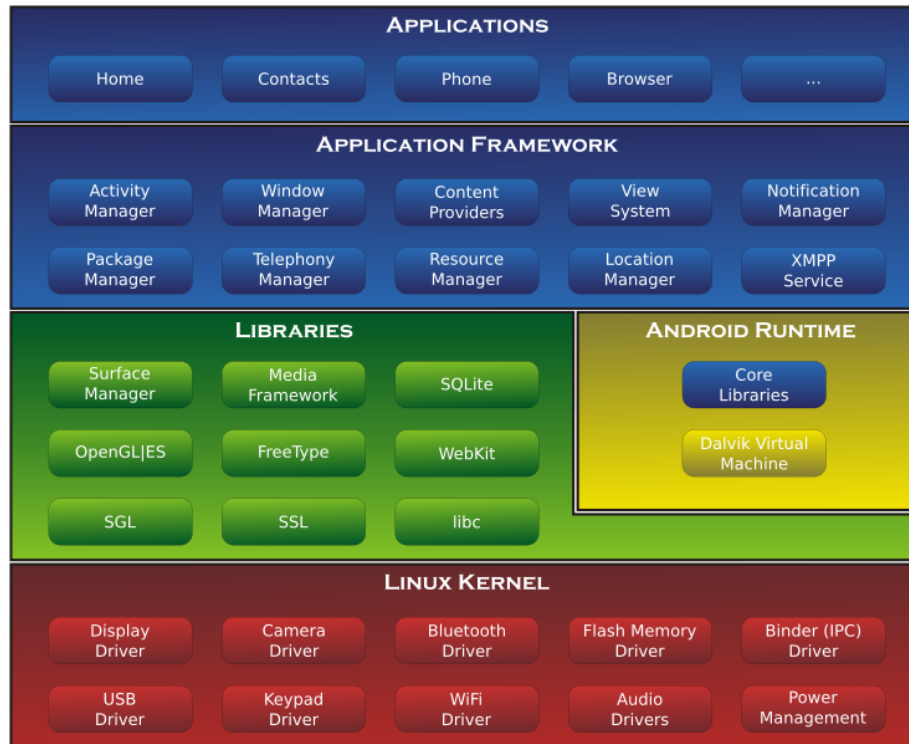 APPLICATIONS
Home
Contacts
Phone
Browser
...
APPLICATION FRAMEWORK
Activity
Manager
Window
Manager
Content
Providers
View
System
Notification
Manager
Package
Manager
Telephony
Manager
Resource
Manager
Location
Manager
XMPP
Service
LIBRARIES
Surface
Manager
Media
Framework
SQLite
OpenGL|ES
FreeType
WebKit
SGL
SSL
libc
ANDROID RUNTIME
Core
Libraries
Dalvik Virtual
Machine
LINUX KERNEL
Display
Driver
Camera
Driver
Bluetooth
Driver
Flash Memory
Driver
Binder (IPC)
Driver
USB
Driver
Keypad
Driver
WiFi
Driver
Audio
Drivers
Power
Management